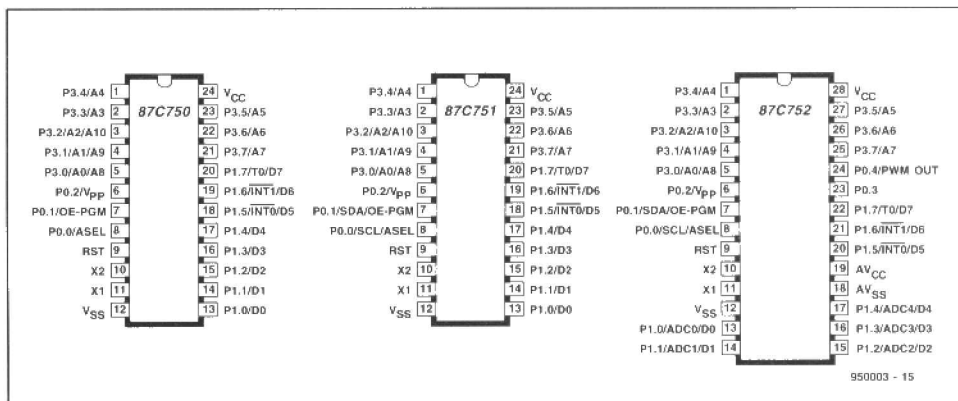 87C750
P3.4/A4 1
P3.3/A3 2
P3.2/A2/A10 3
P3.1/A1/A9 4
P3.0/A0/A8 5
P0.2/VPP 6
P0.1/OE-PGM 7
P0.0/ASEL 8
RST 9
X2 10
X1 11
VSS 12
24 VCC
23 P3.5/A5
22 P3.6/A6
21 P3.7/A7
20 P1.7/T0/D7
19 P1.6/INT1/D6
18 P1.5/INT0/D5
17 P1.4/D4
16 P1.3/D3
15 P1.2/D2
14 P1.1/D1
13 P1.0/D0
87C751
P3.4/A4 1
P3.3/A3 2
P3.2/A2/A10 3
P3.1/A1/A9 4
P3.0/A0/A8 5
P0.2/VPP 6
P0.1/SDA/OE-PGM 7
P0.0/SCL/ASEL 8
RST 9
X2 10
X1 11
VSS 12
24 VCC
23 P3.5/A5
22 P3.6/A6
21 P3.7/A7
20 P1.7/T0/D7
19 P1.6/INT1/D6
18 P1.5/INT0/D5
17 P1.4/D4
16 P1.3/D3
15 P1.2/D2
14 P1.1/D1
13 P1.0/D0
87C752
P3.4/A4 1
P3.3/A3 2
P3.2/A2/A10 3
P3.1/A1/A9 4
P3.0/A0/A8 5
P0.2/VPP 6
P0.1/SDA/OE-PGM 7
P0.0/SCL/ASEL 8
RST 9
X2 10
X1 11
VSS 12
P1.0/ADC0/D0 13
P1.1/ADC1/D1 14
28 VCC
27 P3.5/A5
26 P3.6/A6
25 P3.7/A7
24 P0.4/PWM OUT
23 P0.3
22 P1.7/T0/D7
21 P1.6/INT1/D6
20 P1.5/INT0/D5
19 AVCC
18 AVSS
17 P1.4/ADC4/D4
16 P1.3/ADC3/D3
15 P1.2/ADC2/D2
950003 - 15